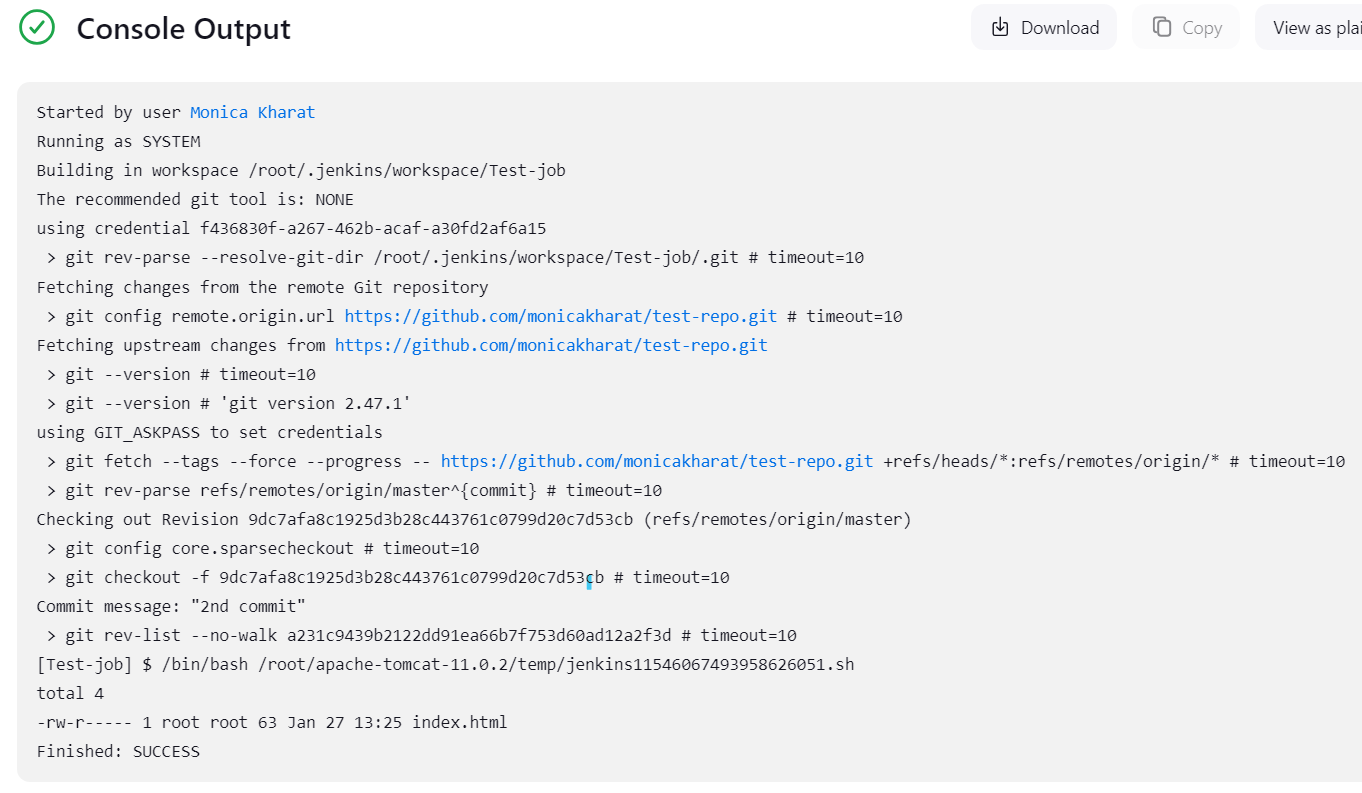 Console Output
Download
Copy
View as plai
Started by user Monica Kharat
Running as SYSTEM
Building in workspace /root/.jenkins/workspace/Test-job
The recommended git tool is: NONE
using credential f436830f-a267-462b-acaf-a30fd2af6a15
 > git rev-parse --resolve-git-dir /root/.jenkins/workspace/Test-job/.git # timeout=10
Fetching changes from the remote Git repository
 > git config remote.origin.url https://github.com/monicakharat/test-repo.git # timeout=10
Fetching upstream changes from https://github.com/monicakharat/test-repo.git
 > git --version # timeout=10
 > git --version # 'git version 2.47.1'
using GIT_ASKPASS to set credentials
 > git fetch --tags --force --progress -- https://github.com/monicakharat/test-repo.git +refs/heads/*:refs/remotes/origin/* # timeout=10
 > git rev-parse refs/remotes/origin/master^{commit} # timeout=10
Checking out Revision 9dc7afa8c1925d3b28c443761c0799d20c7d53cb (refs/remotes/origin/master)
 > git config core.sparsecheckout # timeout=10
 > git checkout -f 9dc7afa8c1925d3b28c443761c0799d20c7d53cb # timeout=10
Commit message: "2nd commit"
 > git rev-list --no-walk a231c9439b2122dd91ea66b7f753d60ad12a2f3d # timeout=10
[Test-job] $ /bin/bash /root/apache-tomcat-11.0.2/temp/jenkins11546067493958626051.sh
total 4
-rw-r----- 1 root root 63 Jan 27 13:25 index.html
Finished: SUCCESS